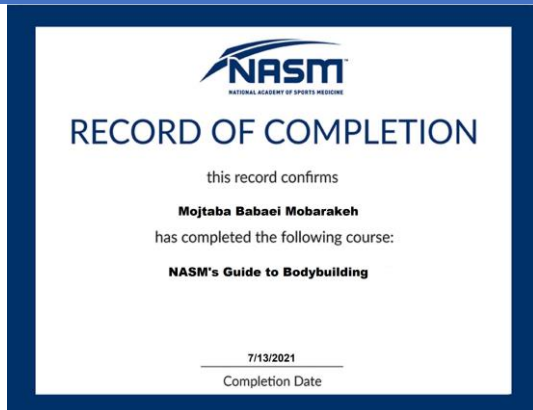 NASM
NATIONAL ACADEMY OF SPORTS MEDICINE
RECORD OF COMPLETION
this record confirms
Mojtaba Babaei Mobarakeh
has completed the following course:
NASM's Guide to Bodybuilding
7/13/2021
Completion Date